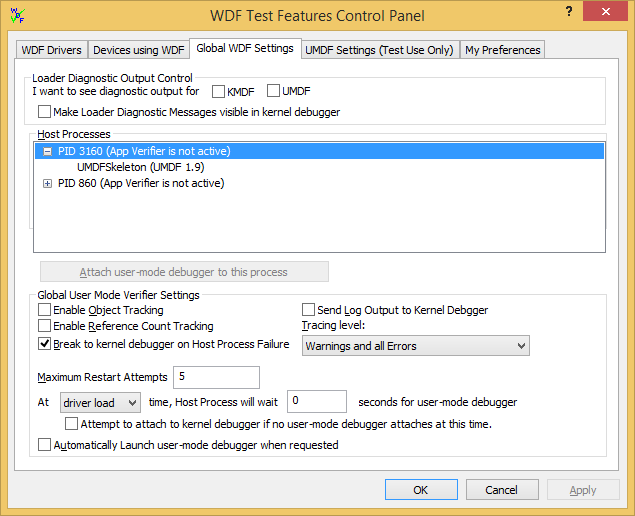 WDF Test Features Control Panel
WDF Drivers Devices using WDF Global WDF Settings UMDF Settings (Test Use Only) My Preferences
Loader Diagnostic Output Control
I want to see diagnostic output for KMDF UMDF
Make Loader Diagnostic Messages visible in kernel debugger
Host Processes
PID 3160 (App Verifier is not active)
UMDFSkeleton (UMDF 1.9)
PID 860 (App Verifier is not active)
Attach user-mode debugger to this process
Global User Mode Verifier Settings
Enable Object Tracking Send Log Output to Kernel Debgger
Enable Reference Count Tracking Tracing level:
Break to kernel debugger on Host Process Failure Warnings and all Errors
Maximum Restart Attempts 5
At driver load time, Host Process will wait 0 seconds for user-mode debugger
Attempt to attach to kernel debugger if no user-mode debugger attaches at this time.
Automatically Launch user-mode debugger when requested
OK Cancel Apply